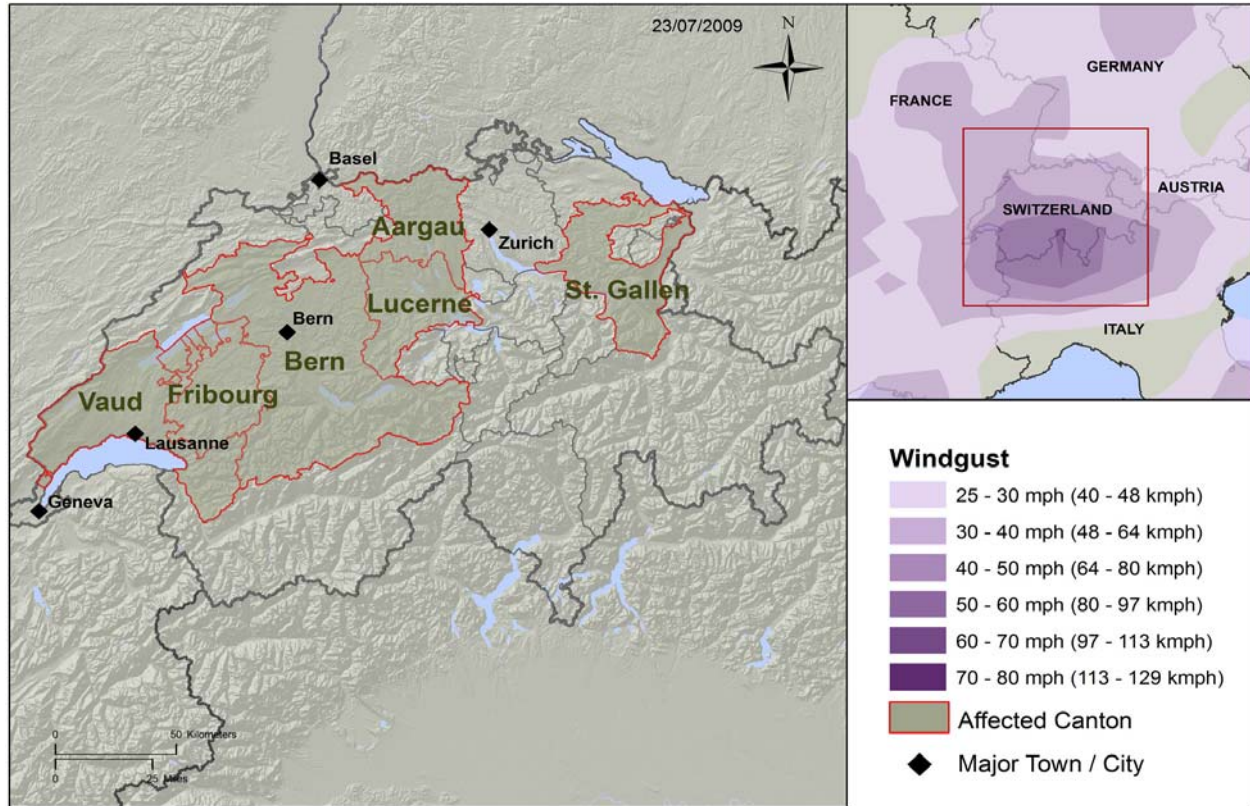 23/07/2009
N
Basel
Aargau
Zurich
Lucerne
St. Gallen
Bern
Bern
Fribourg
Vaud
Lausanne
Geneva
0 50 Kilometers
0 25 Miles
GERMANY
FRANCE
AUSTRIA
SWITZERLAND
ITALY
Windgust
25 - 30 mph (40 - 48 kmph)
30 - 40 mph (48 - 64 kmph)
40 - 50 mph (64 - 80 kmph)
50 - 60 mph (80 - 97 kmph)
60 - 70 mph (97 - 113 kmph)
70 - 80 mph (113 - 129 kmph)
Affected Canton
Major Town / City